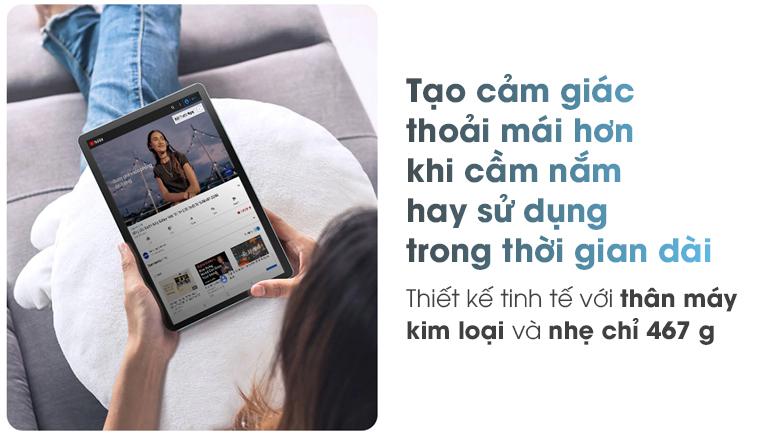 Tạo cảm giác
thoải mái hơn
khi cầm nắm
hay sử dụng
trong thời gian dài
Thiết kế tinh tế với thân máy
kim loại và nhẹ chỉ 467 g